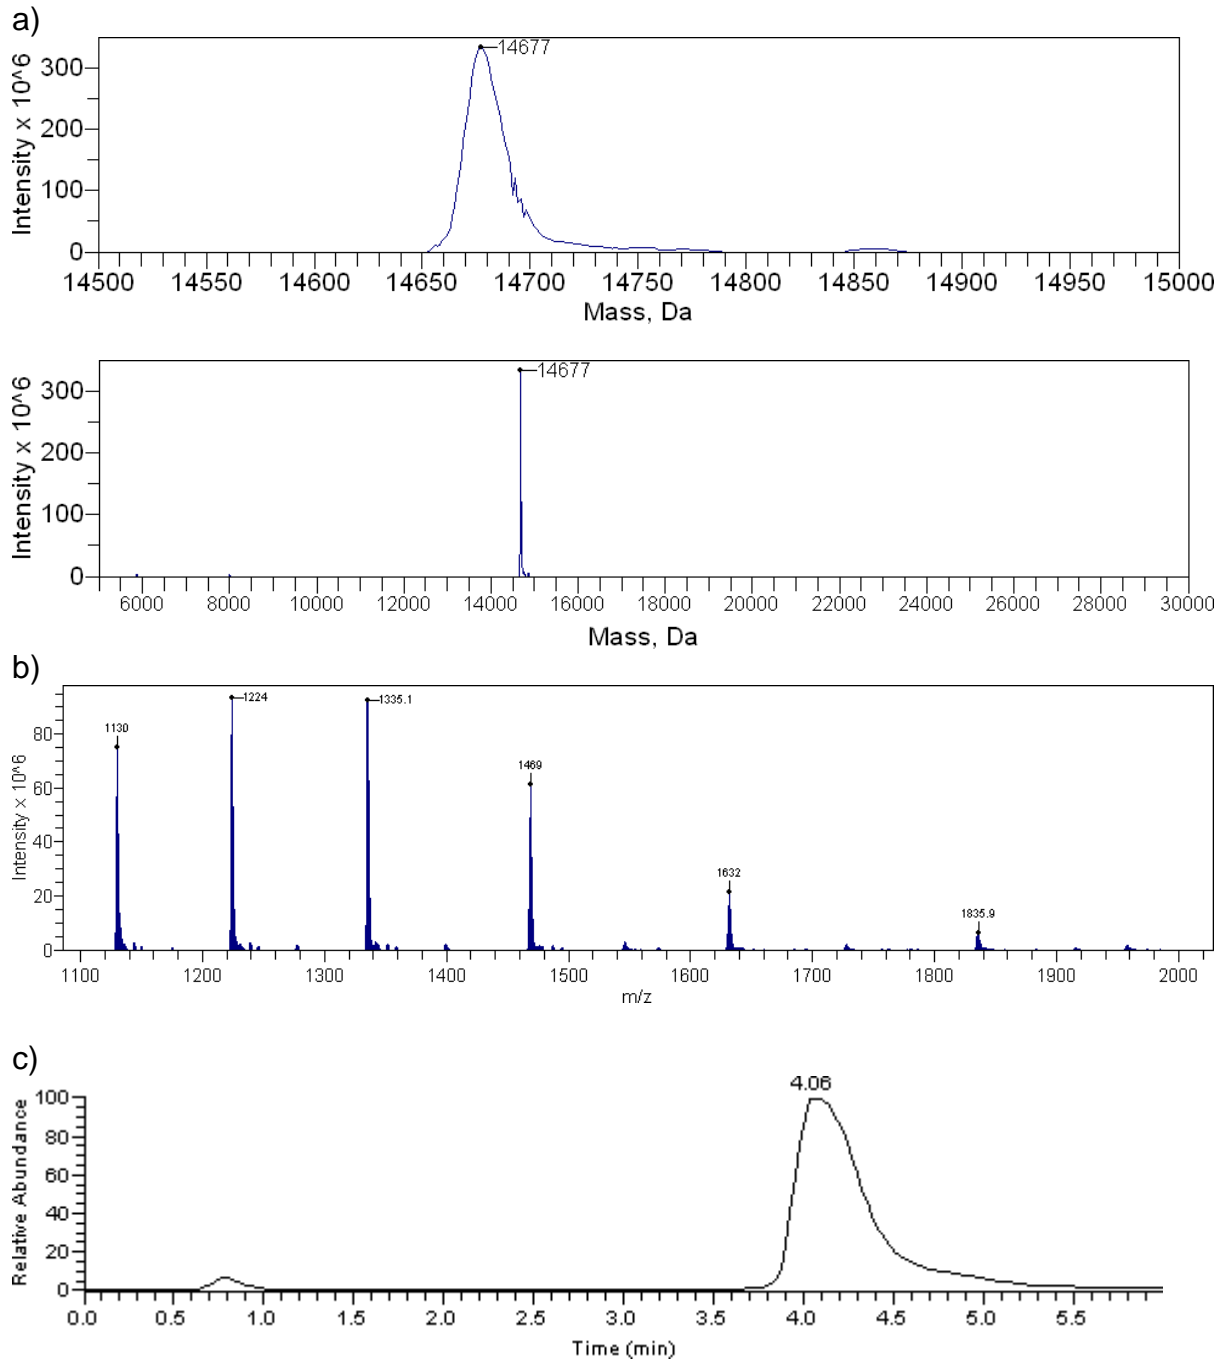 a)
Intensity x 10^6
300
200
100
0
14677
14500 14550 14600 14650 14700 14750 14800 14850 14900 14950 15000
Mass, Da
Intensity x 10^6
300
200
100
0
14677
6000 8000 10000 12000 14000 16000 18000 20000 22000 24000 26000 28000 30000
Mass, Da
b)
Intensity x 10^6
80
60
40
20
0
1130
1224
1335.1
1469
1632
1835.9
1100 1200 1300 1400 1500 1600 1700 1800 1900 2000
m/z
c)
Relative Abundance
100
80
60
40
20
0
4.06
0.0 0.5 1.0 1.5 2.0 2.5 3.0 3.5 4.0 4.5 5.0 5.5
Time (min)